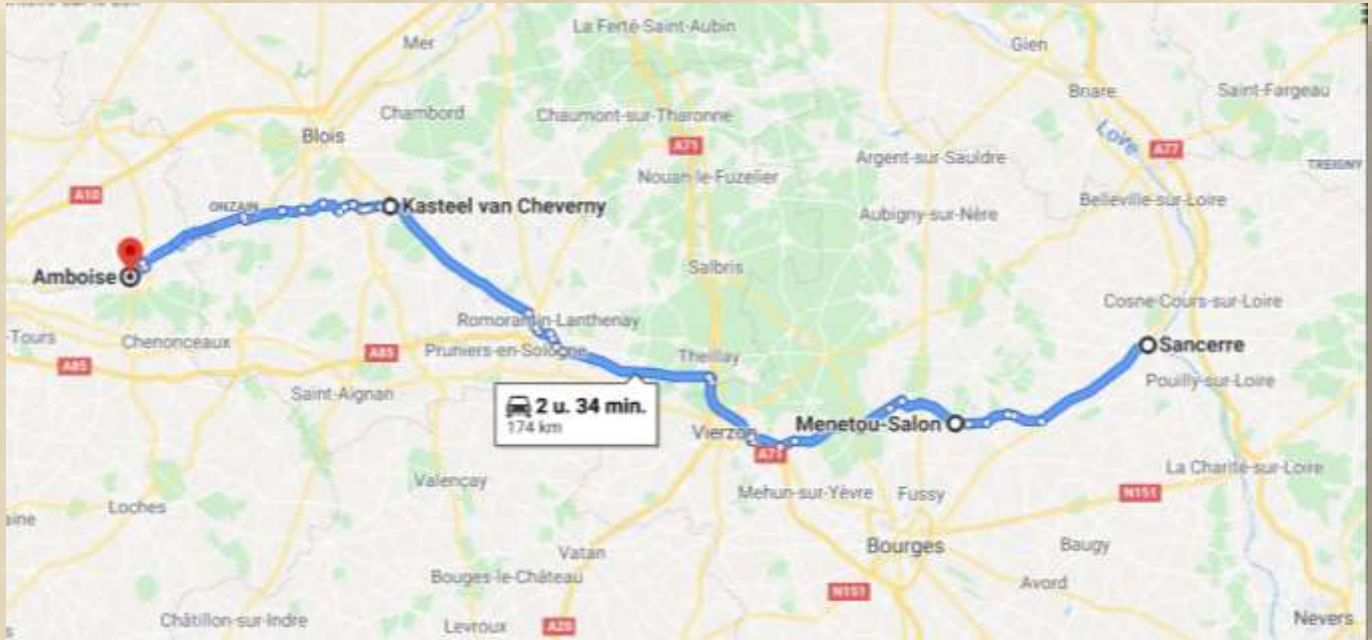 Mer
La Ferté-Saint-Aubin
Gien
Chambord
Chaumont-sur-Tharonne
Briare
Saint-Fargeau
Blois
A71
Loire
A77
Argent-sur-Sauldre
TREIGNY
Nouan-le-Fuzelier
A10
ONZAIN
Kasteel van Cheverny
Aubigny-sur-Nère
Belleville-sur-Loire
Amboise
Salbris
Cosne-Cours-sur-Loire
Romorantin-Lanthenay
Tours
Chenonceaux
A85
Pruniers-en-Sologne
Theillay
Sancerre
A85
Saint-Aignan
Pouilly-sur-Loire
2 u. 34 min.
174 km
Vierzon
Menetou-Salon
A71
La Charité-sur-Loire
Valençay
Mehun-sur-Yèvre
Fussy
N151
Loches
Vatan
Bourges
Baugy
Bouges-le-Château
Avord
N151
Châtillon-sur-Indre
Levroux
A20
Nevers